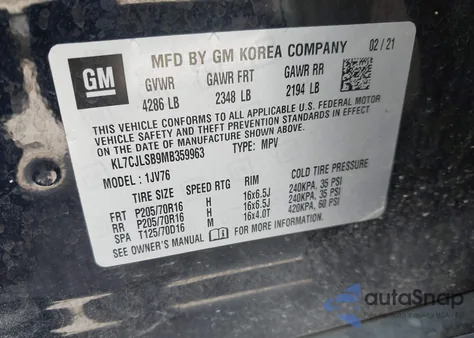 MFD BY GM KOREA COMPANY 02/21
GM
GVWR GAWR FRT GAWR RR
4286 LB 2348 LB 2194 LB
THIS VEHICLE CONFORMS TO ALL APPLICABLE U.S. FEDERAL MOTOR
VEHICLE SAFETY, BUMPER, AND THEFT PREVENTION STANDARDS IN EFFECT ON THE
DATE OF MANUFACTURE SHOWN ABOVE.
KL7CJLSB9MB359963 TYPE: MPV
MODEL: 1JV76
TIRE SIZE SPEED RTG RIM COLD TIRE PRESSURE
FRT P205/70R16 H 16x6.5J 240KPA, 35 PSI
RR P205/70R16 H 16x6.5J 240KPA, 35 PSI
SPA T125/70D16 M 16x4.0T 420KPA, 60 PSI
SEE OWNER'S MANUAL FOR MORE INFORMATION.
autoSnap